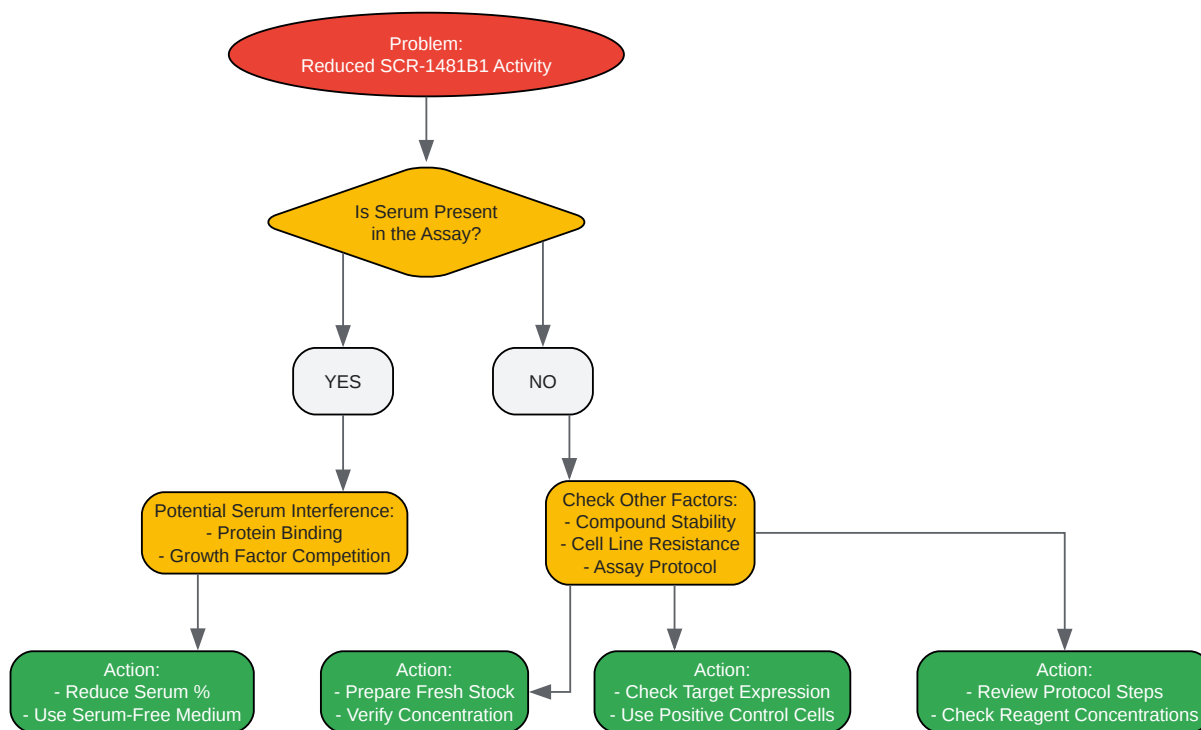 Problem:
Reduced SCR-1481B1 Activity
Is Serum Present
in the Assay?
YES
NO
Potential Serum Interference:
- Protein Binding
- Growth Factor Competition
Check Other Factors:
- Compound Stability
- Cell Line Resistance
- Assay Protocol
Action:
- Reduce Serum %
- Use Serum-Free Medium
Action:
- Prepare Fresh Stock
- Verify Concentration
Action:
- Check Target Expression
- Use Positive Control Cells
Action:
- Review Protocol Steps
- Check Reagent Concentrations